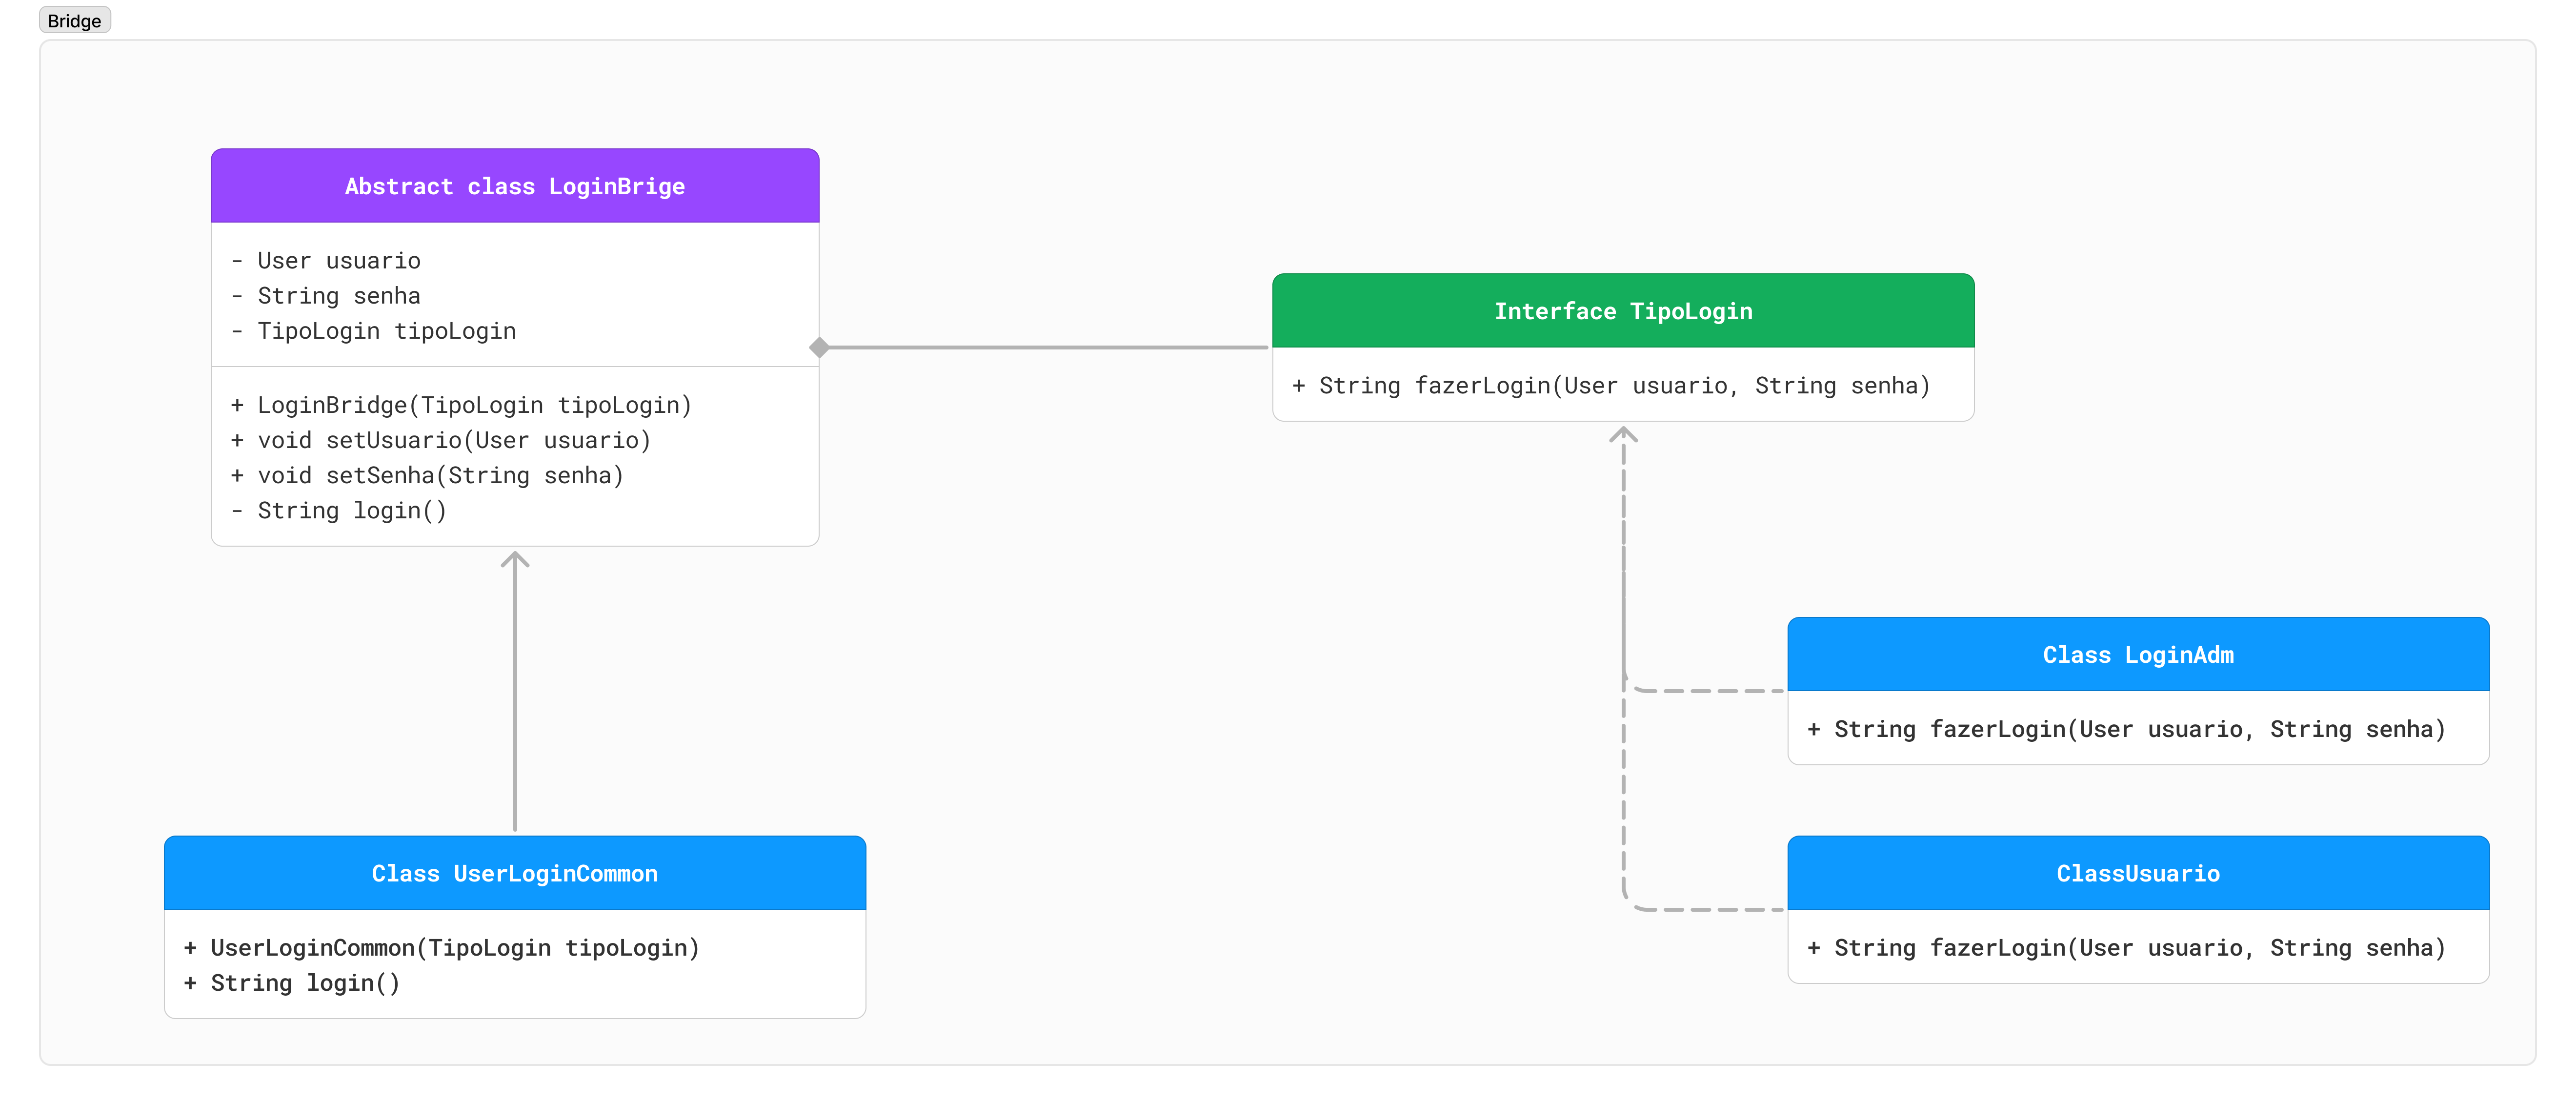 Bridge
Abstract class LoginBrige
- User usuario
- String senha
- TipoLogin tipoLogin
+ LoginBridge(TipoLogin tipoLogin)
+ void setUsuario(User usuario)
+ void setSenha(String senha)
- String login()
Interface TipoLogin
+ String fazerLogin(User usuario, String senha)
Class LoginAdm
+ String fazerLogin(User usuario, String senha)
Class UserLoginCommon
+ UserLoginCommon(TipoLogin tipoLogin)
+ String login()
ClassUsuario
+ String fazerLogin(User usuario, String senha)